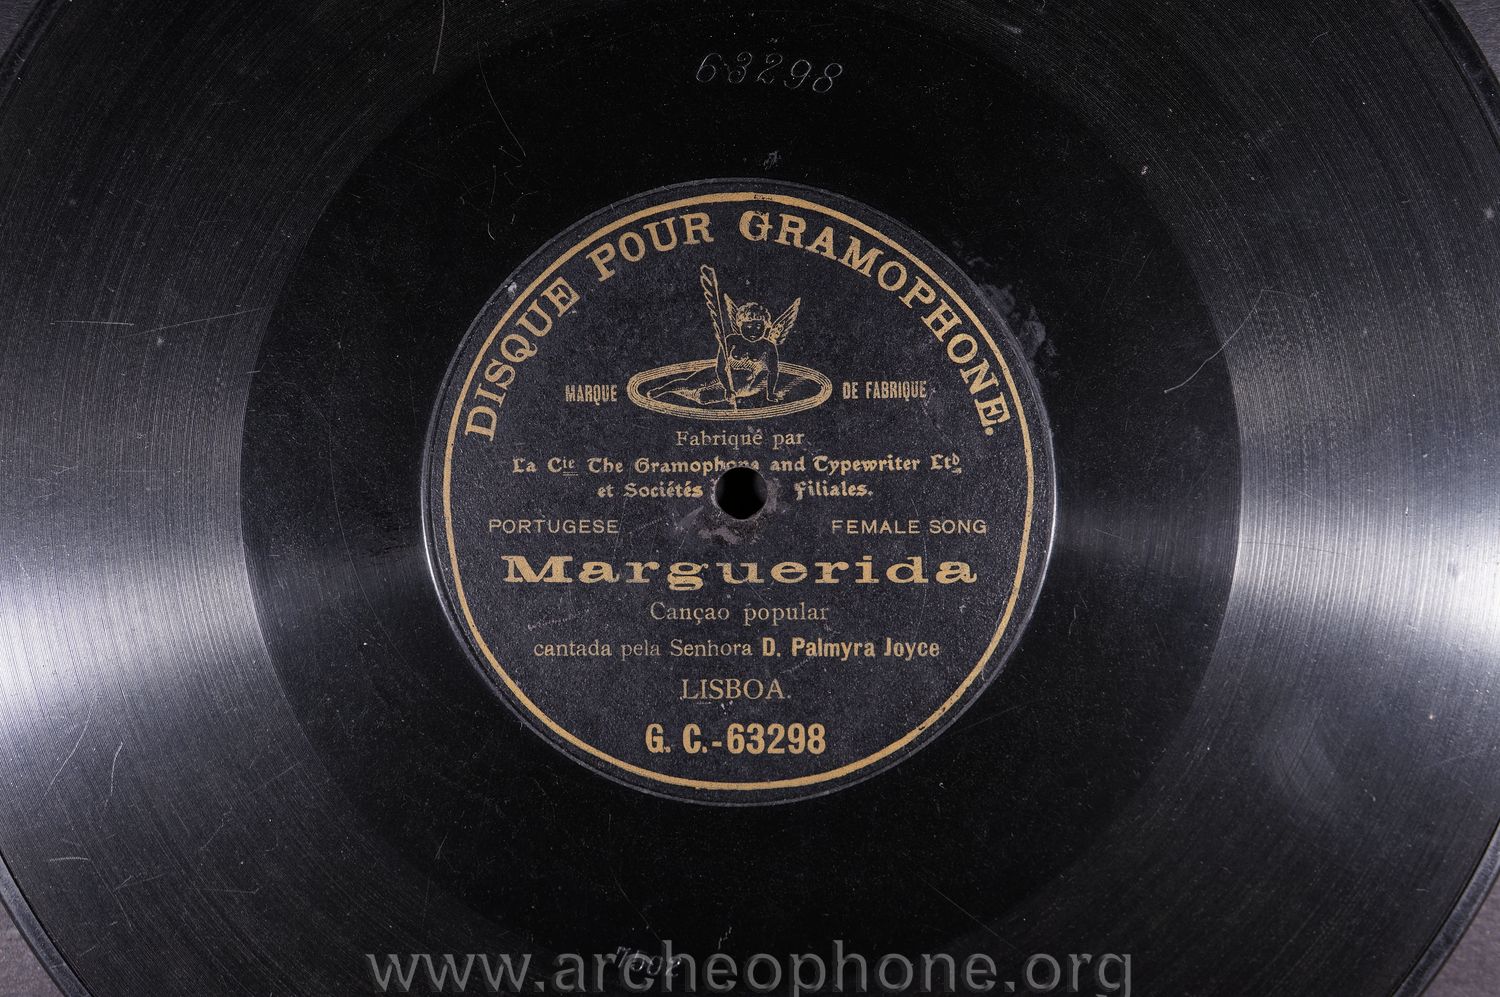 63298
DISQUE POUR GRAMOPHONE.
MARQUE DE FABRIQUE
Fabriqué par
La Cie The Gramophone and Typewriter Ltd
et Sociétés filiales.
PORTUGESE FEMALE SONG
Marguerida
Cançao popular
cantada pela Senhora D. Palmyra Joyce
LISBOA.
G. C.-63298
www.archeophone.org